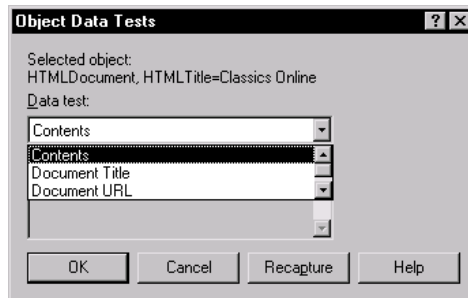 Object Data Tests
Selected object:
HTMLDocument, HTMLTitle=Classics Online
Data test:
Contents
Contents
Document Title
Document URL
OK Cancel Recapture Help